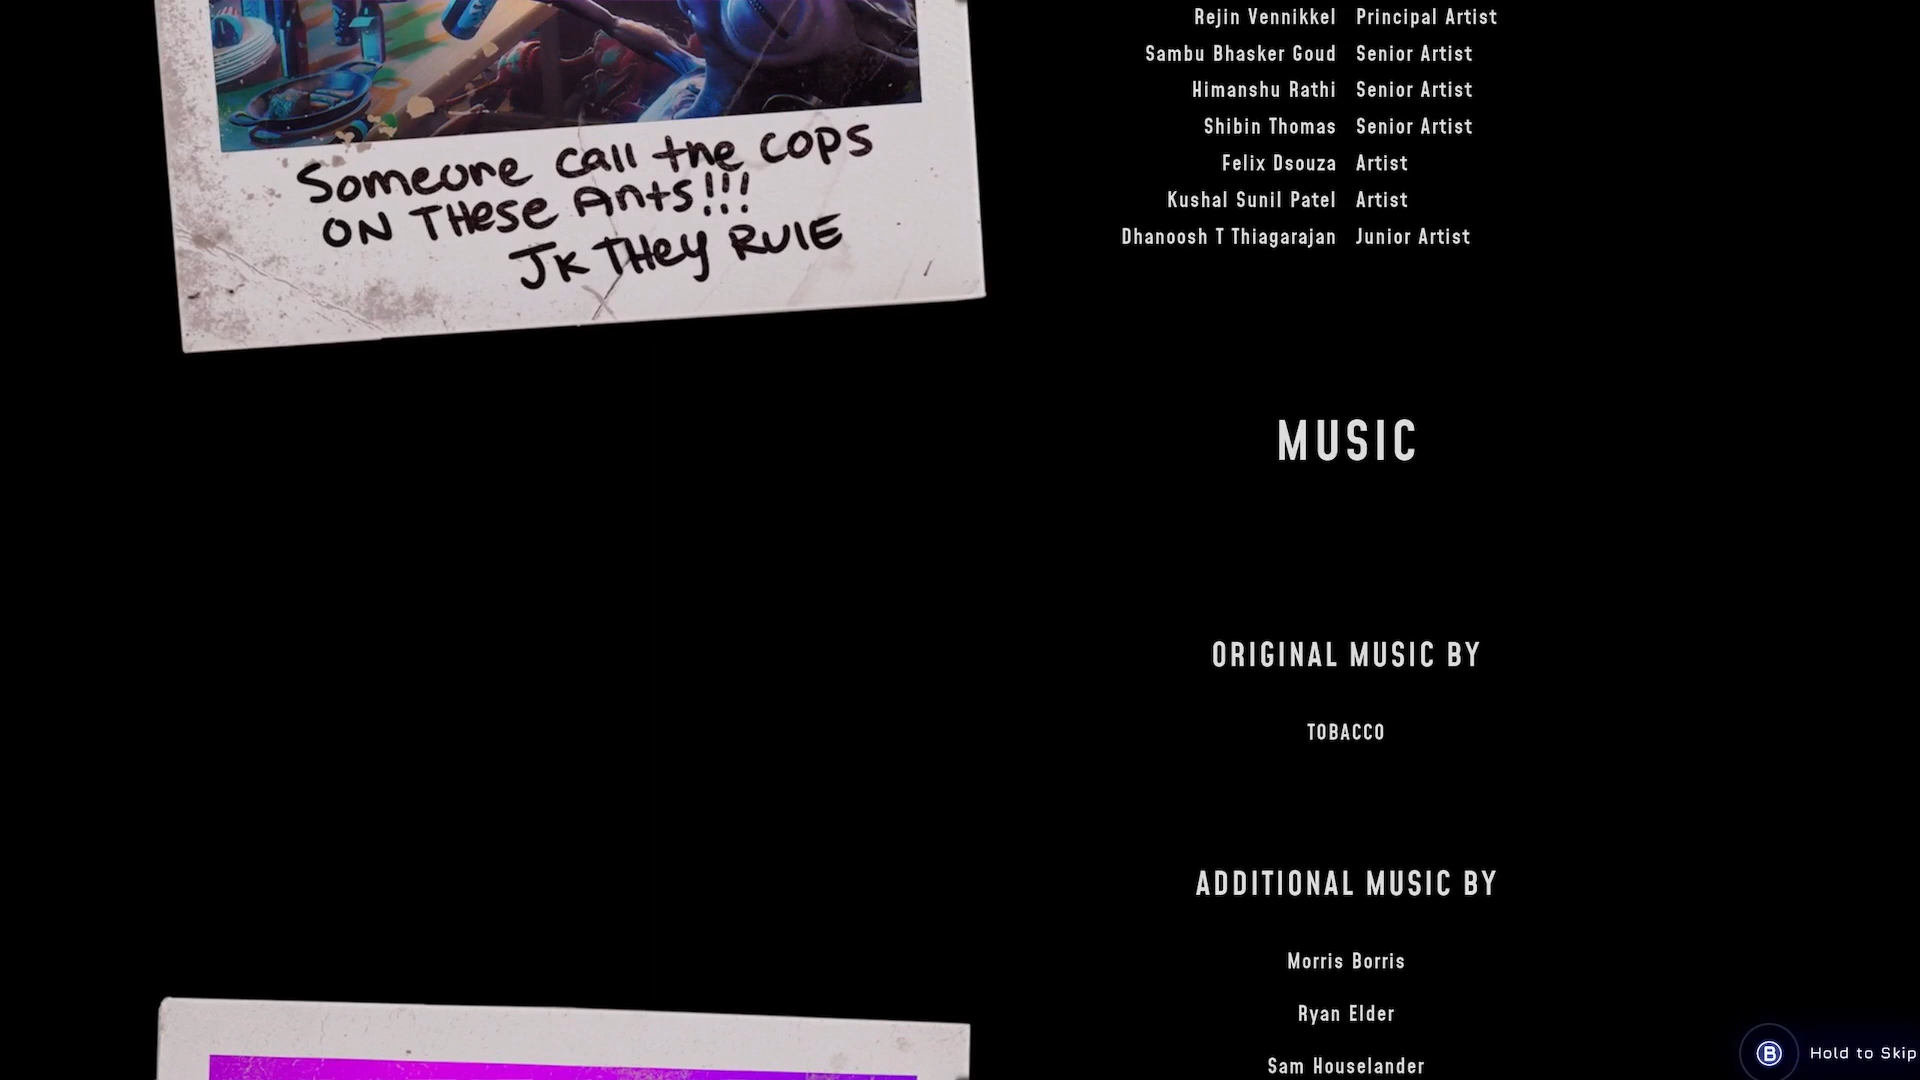 Someone call the cops
ON THese Ants!!!
JK THey RULE
Rejin Vennikkel Principal Artist
Sambu Bhasker Goud Senior Artist
Himanshu Rathi Senior Artist
Shibin Thomas Senior Artist
Felix Dsouza Artist
Kushal Sunil Patel Artist
Dhanoosh T Thiagarajan Junior Artist
MUSIC
ORIGINAL MUSIC BY
TOBACCO
ADDITIONAL MUSIC BY
Morris Borris
Ryan Elder
Sam Houselander
B Hold to Skip